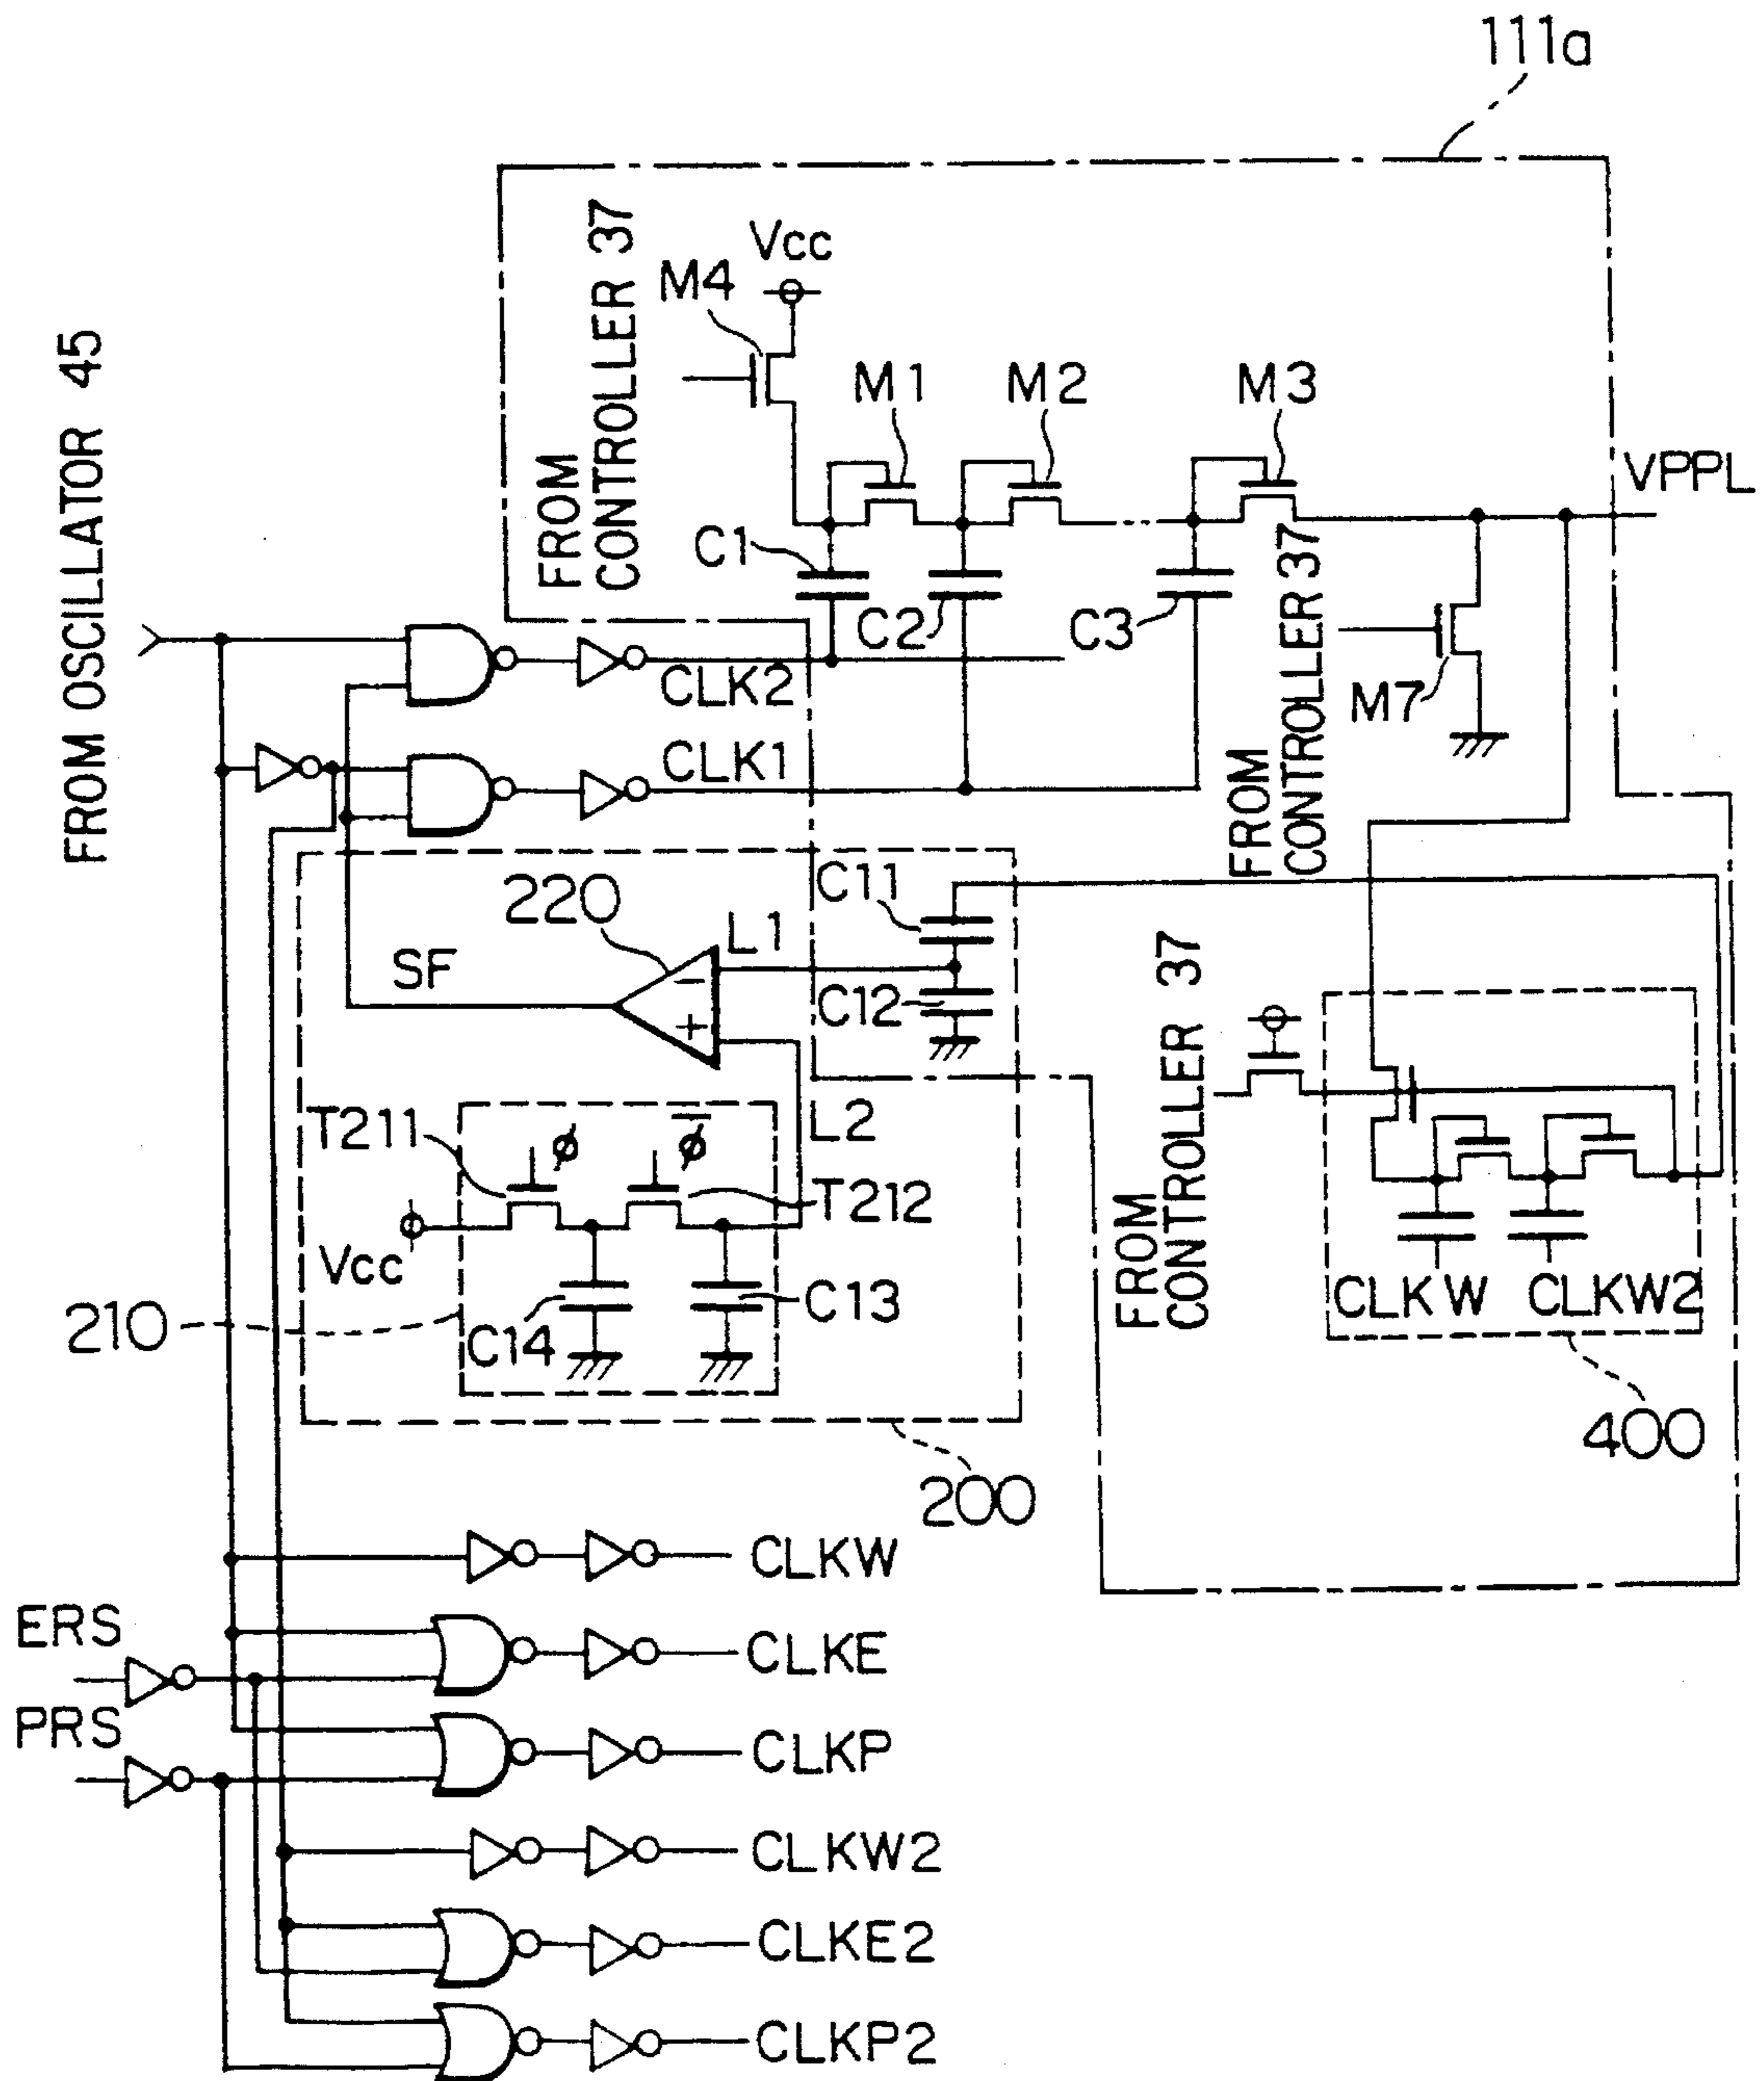 111a
FROM CONTROLLER 37
Vcc
M4
M1
M2
M3
VPPL
FROM OSCILLATOR 45
C1
C2
C3
FROM CONTROLLER 37
M7
CLK2
CLK1
220
C11
L1
SF
C12
FROM CONTROLLER 37
T211
ϕ
ϕ̅
L2
T212
Vcc
C13
C14
210
CLKW
CLKW2
400
200
CLKW
ERS
CLKE
PRS
CLKP
CLKW2
CLKE2
CLKP2
−
+